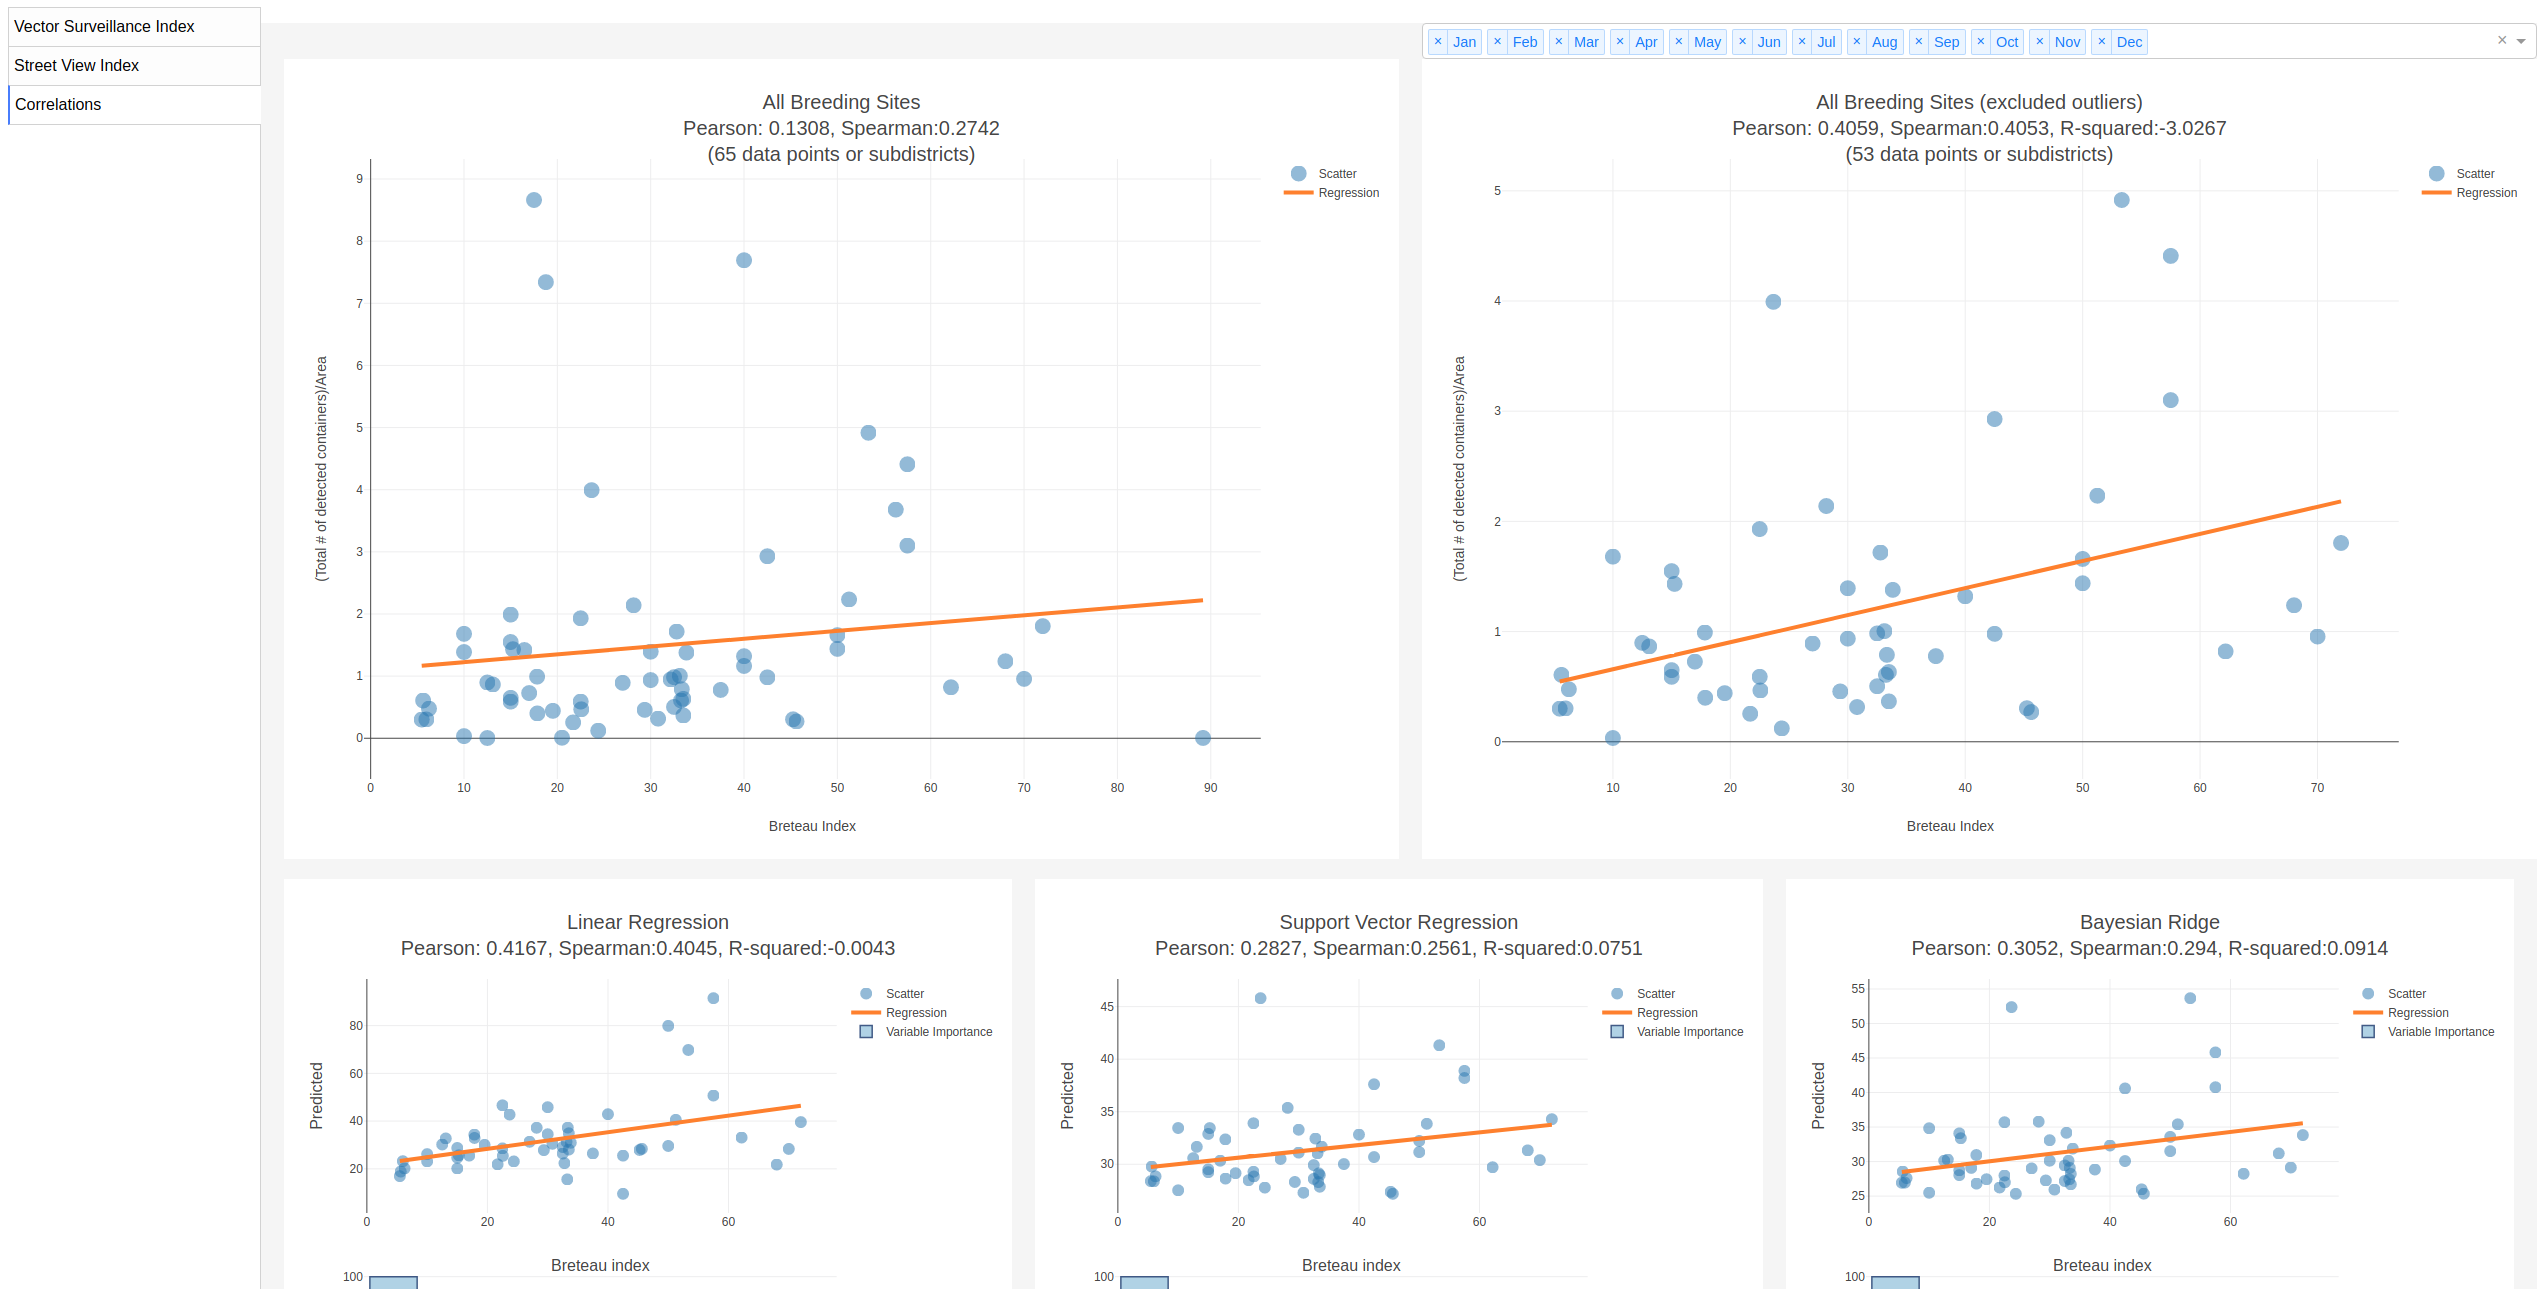 Vector Surveillance Index
Street View Index
Correlations
× Jan × Feb × Mar × Apr × May × Jun × Jul × Aug × Sep × Oct × Nov × Dec ×
All Breeding Sites
Pearson: 0.1308, Spearman:0.2742
(65 data points or subdistricts)
Scatter
Regression
9
8
7
6
5
4
3
2
1
0
(Total # of detected containers)/Area
0 10 20 30 40 50 60 70 80 90
Breteau Index
All Breeding Sites (excluded outliers)
Pearson: 0.4059, Spearman:0.4053, R-squared:-3.0267
(53 data points or subdistricts)
Scatter
Regression
5
4
3
2
1
0
(Total # of detected containers)/Area
10 20 30 40 50 60 70
Breteau Index
Linear Regression
Pearson: 0.4167, Spearman:0.4045, R-squared:-0.0043
Scatter
Regression
Variable Importance
80
60
40
20
Predicted
0 20 40 60
Breteau index
100
Support Vector Regression
Pearson: 0.2827, Spearman:0.2561, R-squared:0.0751
Scatter
Regression
Variable Importance
45
40
35
30
Predicted
0 20 40 60
Breteau index
100
Bayesian Ridge
Pearson: 0.3052, Spearman:0.294, R-squared:0.0914
Scatter
Regression
Variable Importance
55
50
45
40
35
30
25
Predicted
0 20 40 60
Breteau index
100